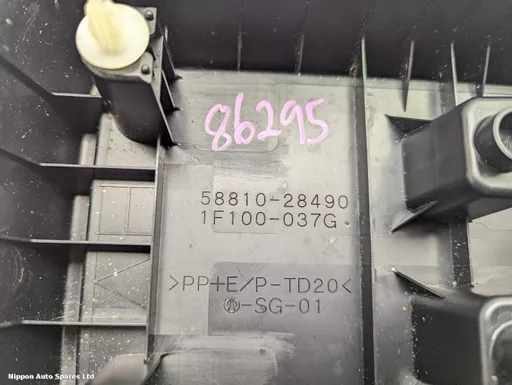 86295
58810-28490
1F100-037G
>PP+E/P-TD20<
-SG-01
Nippon Auto Spares Ltd